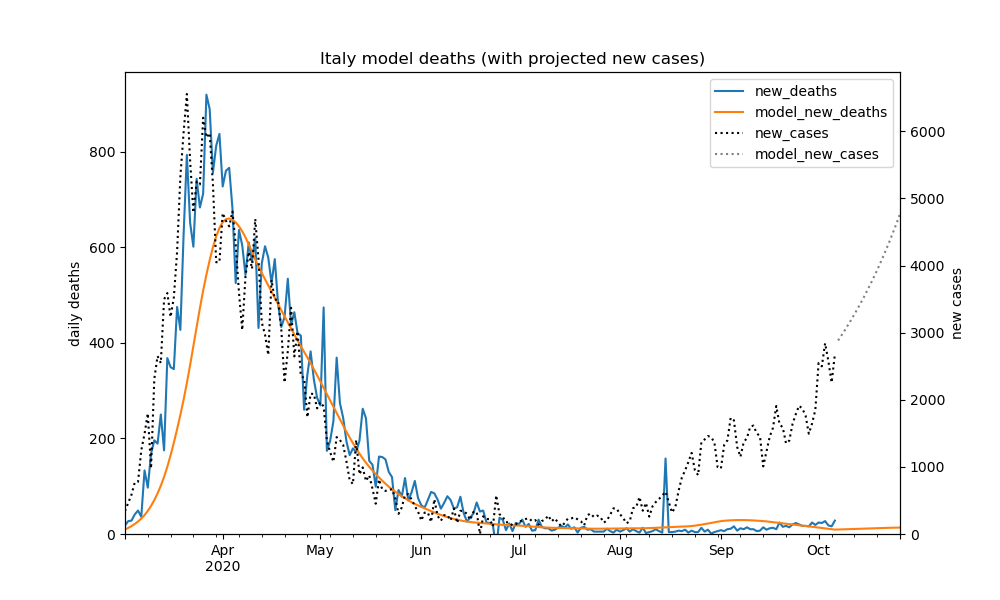 Italy model deaths (with projected new cases)
new_deaths
model_new_deaths
new_cases
model_new_cases
daily deaths
new cases
800
600
400
200
0
6000
5000
4000
3000
2000
1000
0
Apr
2020
May
Jun
Jul
Aug
Sep
Oct